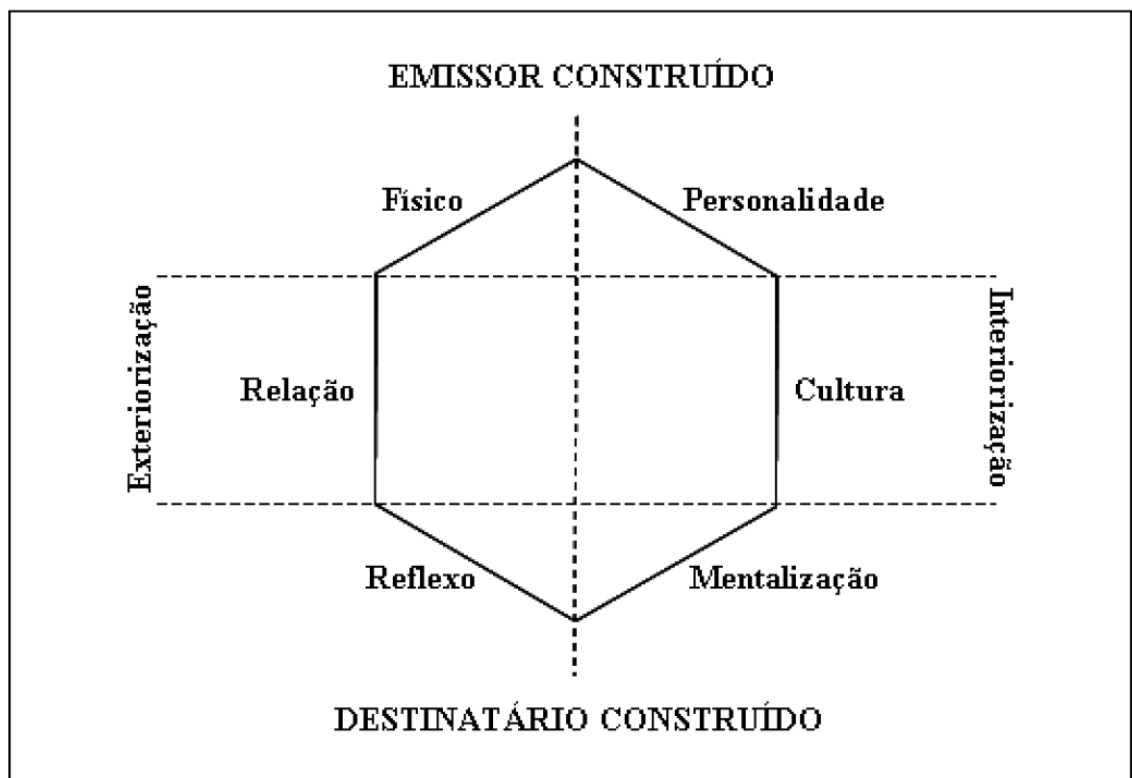 EMISSOR CONSTRUÍDO
Físico
Personalidade
Exteriorização
Interiorização
Relação
Cultura
Reflexo
Mentalização
DESTINATÁRIO CONSTRUÍDO